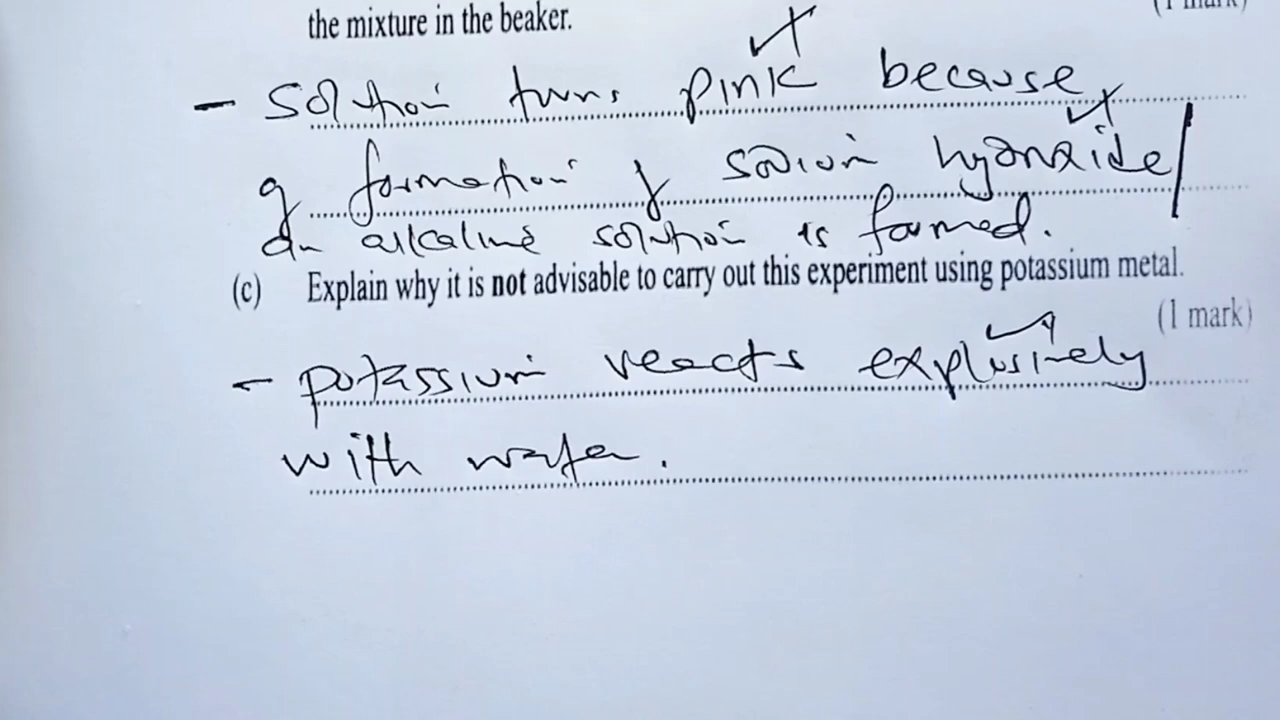 the mixture in the beaker.
(1 mark)
- Solution turns pink because
of formation of sodium hydroxide/
an alkaline solution is formed.
(c) Explain why it is not advisable to carry out this experiment using potassium metal.
(1 mark)
- potassium reacts explosively
with water.